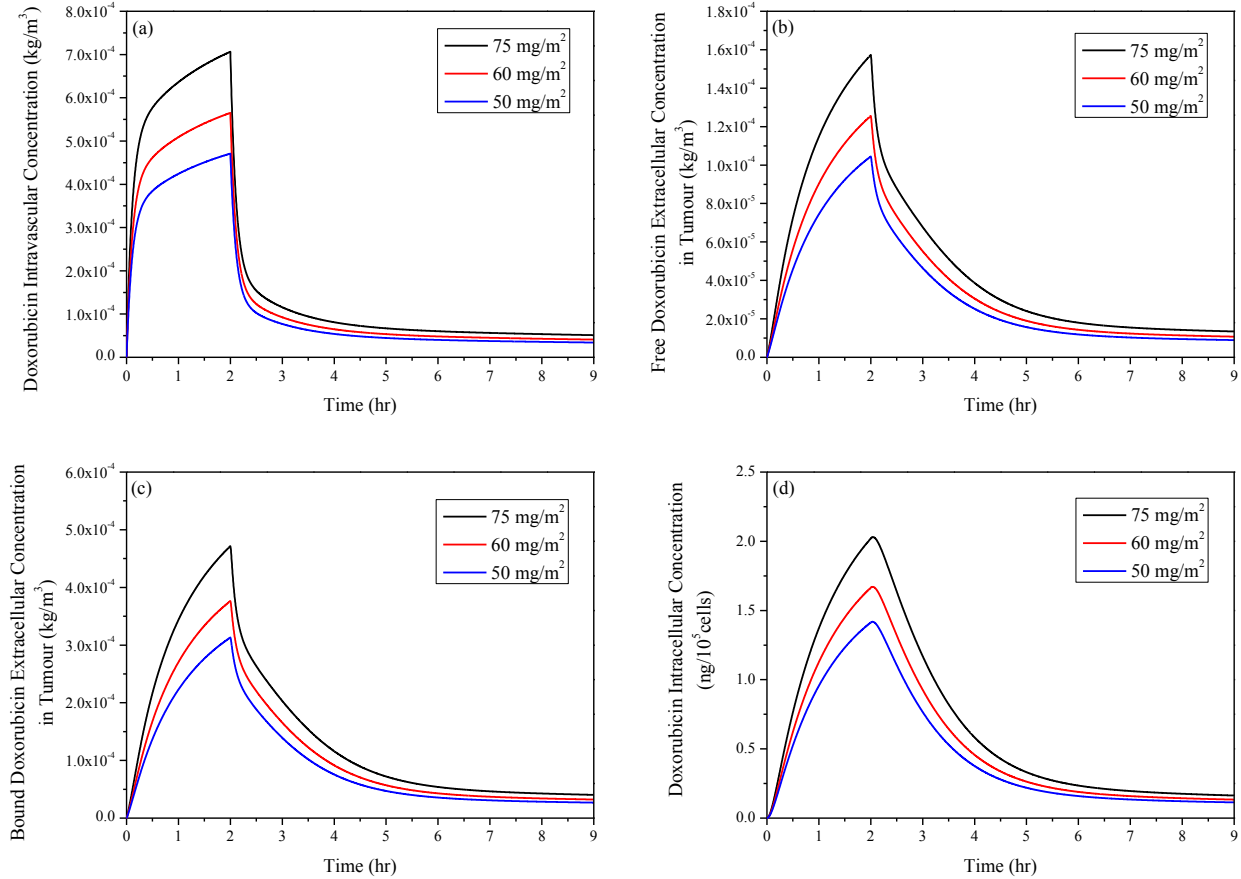 (a)
Doxorubicin Intravascular Concentration (kg/m³)
8.0x10⁻⁴
7.0x10⁻⁴
6.0x10⁻⁴
5.0x10⁻⁴
4.0x10⁻⁴
3.0x10⁻⁴
2.0x10⁻⁴
1.0x10⁻⁴
0.0
75 mg/m²
60 mg/m²
50 mg/m²
0 1 2 3 4 5 6 7 8 9
Time (hr)
(b)
Free Doxorubicin Extracellular Concentration
in Tumour (kg/m³)
1.8x10⁻⁴
1.6x10⁻⁴
1.4x10⁻⁴
1.2x10⁻⁴
1.0x10⁻⁴
8.0x10⁻⁵
6.0x10⁻⁵
4.0x10⁻⁵
2.0x10⁻⁵
0.0
75 mg/m²
60 mg/m²
50 mg/m²
0 1 2 3 4 5 6 7 8 9
Time (hr)
(c)
Bound Doxorubicin Extracellular Concentration
in Tumour (kg/m³)
6.0x10⁻⁴
5.0x10⁻⁴
4.0x10⁻⁴
3.0x10⁻⁴
2.0x10⁻⁴
1.0x10⁻⁴
0.0
75 mg/m²
60 mg/m²
50 mg/m²
0 1 2 3 4 5 6 7 8 9
Time (hr)
(d)
Doxorubicin Intracellular Concentration
(ng/10⁵cells)
2.5
2.0
1.5
1.0
0.5
0.0
75 mg/m²
60 mg/m²
50 mg/m²
0 1 2 3 4 5 6 7 8 9
Time (hr)